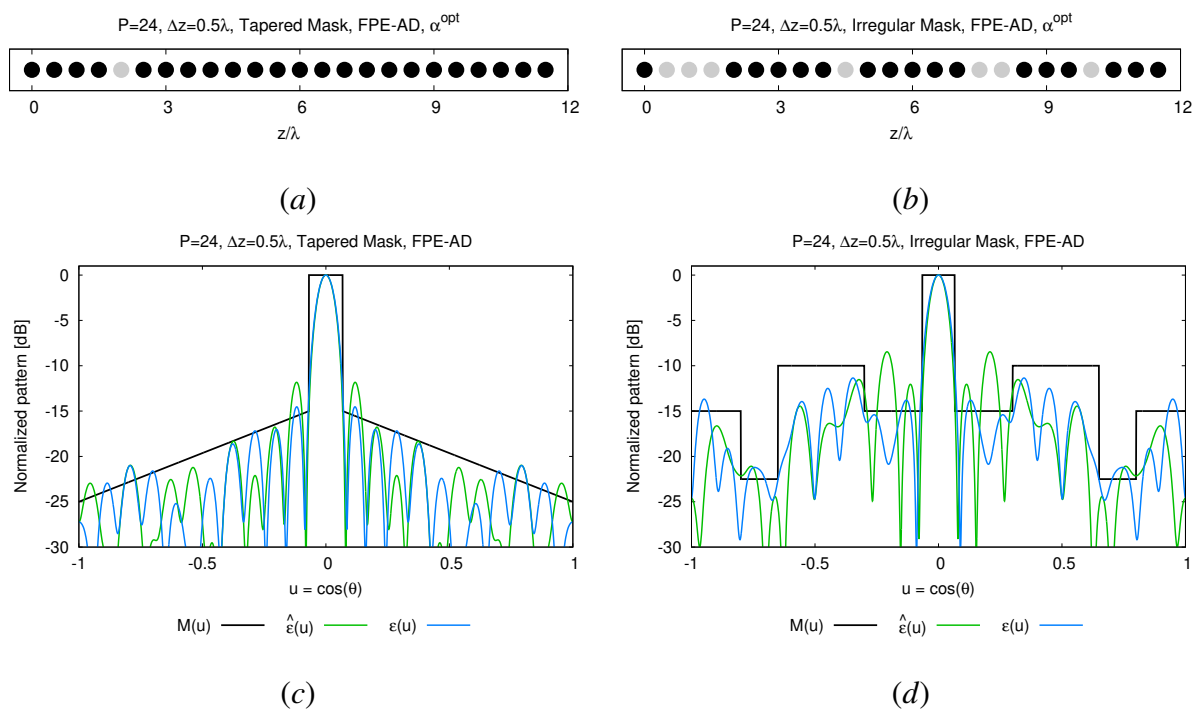 P=24, Δz=0.5λ, Tapered Mask, FPE-AD, α^opt
0 3 6 9 12
z/λ
(a)
P=24, Δz=0.5λ, Irregular Mask, FPE-AD, α^opt
0 3 6 9 12
z/λ
(b)
P=24, Δz=0.5λ, Tapered Mask, FPE-AD
Normalized pattern [dB]
0
-5
-10
-15
-20
-25
-30
-1 -0.5 0 0.5 1
u = cos(θ)
M(u) ε̂(u) ε(u)
(c)
P=24, Δz=0.5λ, Irregular Mask, FPE-AD
Normalized pattern [dB]
0
-5
-10
-15
-20
-25
-30
-1 -0.5 0 0.5 1
u = cos(θ)
M(u) ε̂(u) ε(u)
(d)